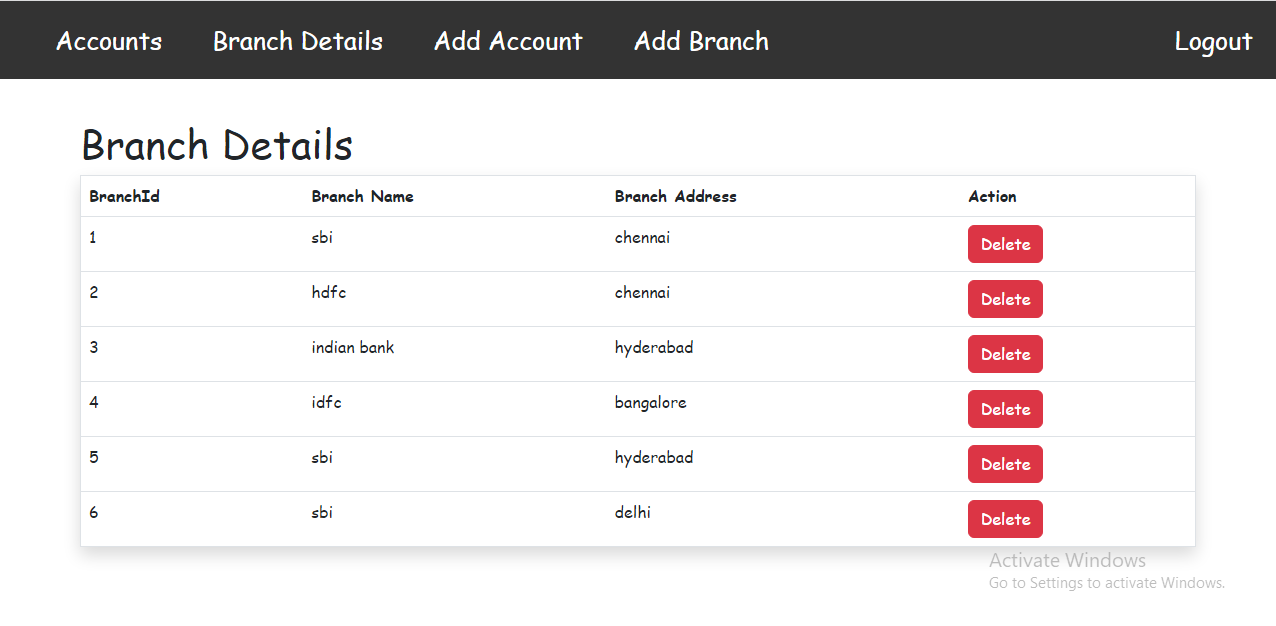 Accounts Branch Details Add Account Add Branch Logout
Branch Details
BranchId Branch Name Branch Address Action
1 sbi chennai Delete
2 hdfc chennai Delete
3 indian bank hyderabad Delete
4 idfc bangalore Delete
5 sbi hyderabad Delete
6 sbi delhi Delete
Activate Windows
Go to Settings to activate Windows.